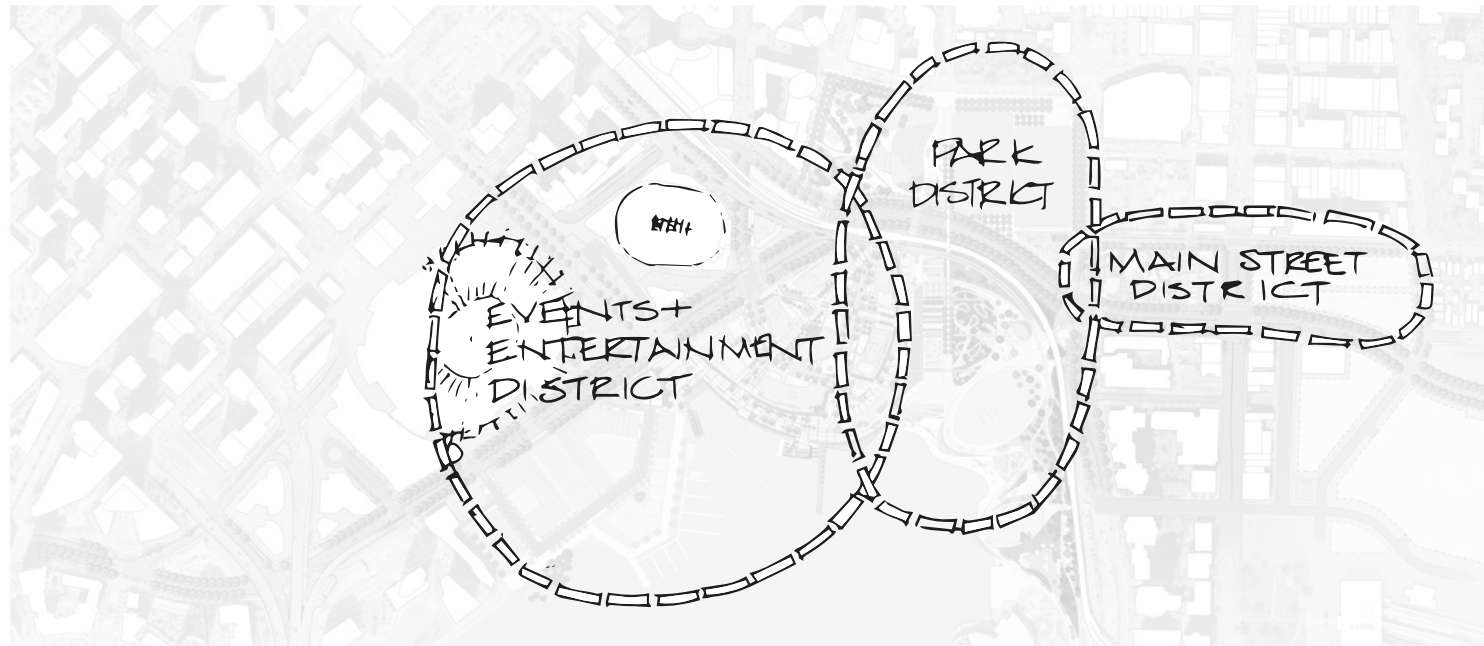 PARK
DISTRICT
MAIN STREET
DISTRICT
EVENTS+
ENTERTAINMENT
DISTRICT